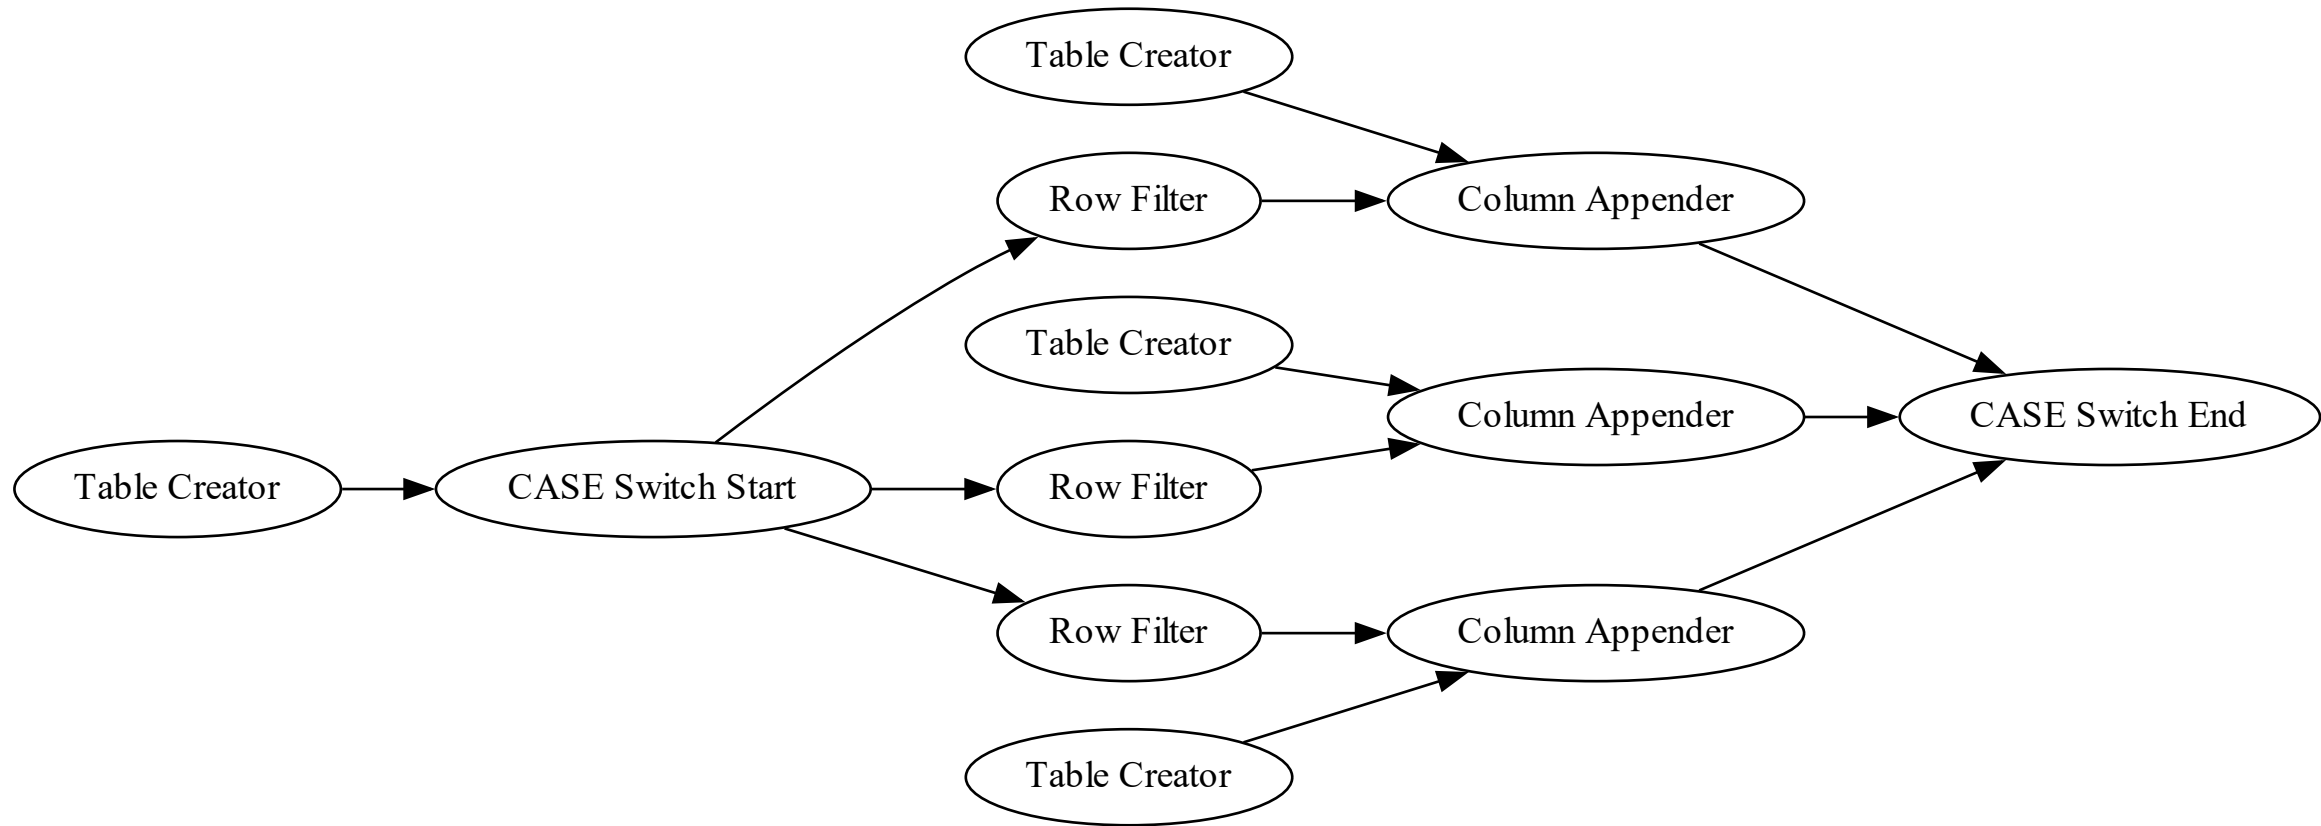 Table Creator
Row Filter
Column Appender
Table Creator
Column Appender
CASE Switch End
Table Creator
CASE Switch Start
Row Filter
Row Filter
Column Appender
Table Creator